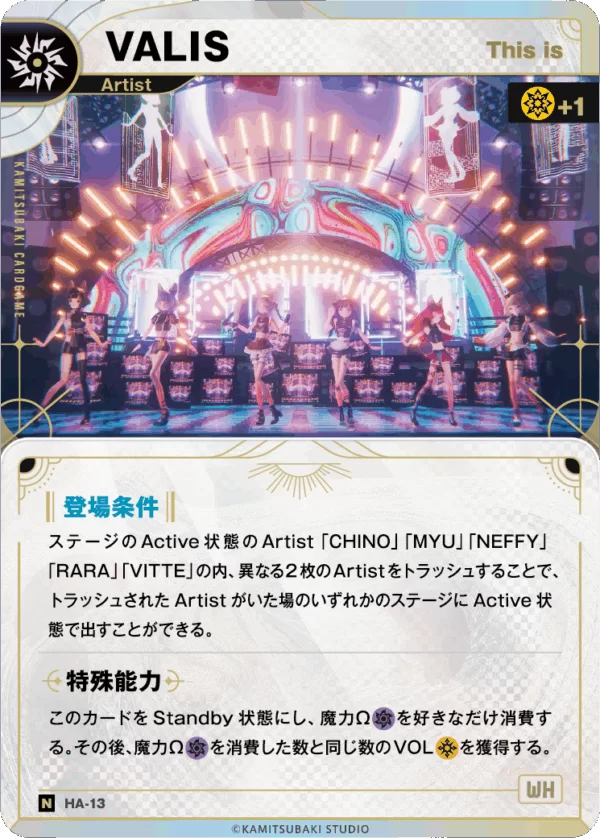 VALIS
This is
Artist
+1
KAMITSUBAKI CARDGAME
登場条件
ステージのActive状態のArtist「CHINO」「MYU」「NEFFY」
「RARA」「VITTE」の内、異なる2枚のArtistをトラッシュすることで、
トラッシュされたArtistがいた場のいずれかのステージにActive状
態で出すことができる。
特殊能力
このカードをStandby状態にし、魔力Ωを好きなだけ消費す
る。その後、魔力Ωを消費した数と同じ数のVOLを獲得する。
WH
N HA-13
©KAMITSUBAKI STUDIO